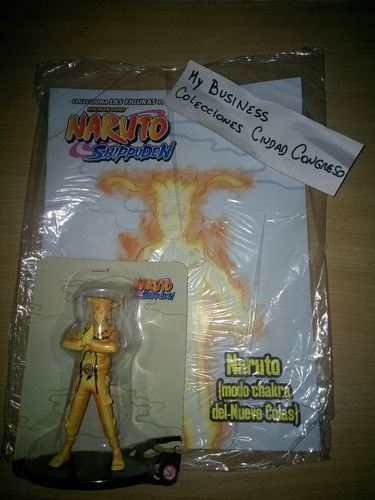 My BUSINESS
COLECCIONES CIUDAD CONGRESO
COLECCIONA LAS FIGURAS DE
NARUTO
SHIPPUDEN
NARUTO
SHIPPUDEN
Naruto
(modo chakra
del Nueve Colas)